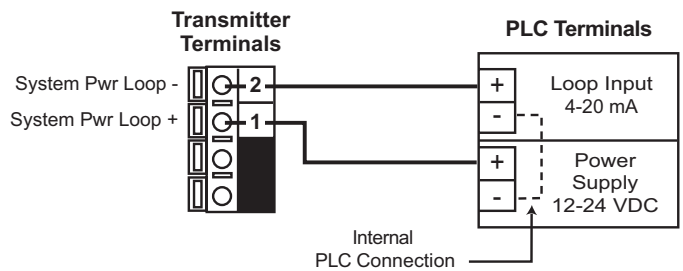 Transmitter
Terminals
PLC Terminals
System Pwr Loop -
2
+
Loop Input
4-20 mA
System Pwr Loop +
1
-
+
Power
Supply
12-24 VDC
-
Internal
PLC Connection